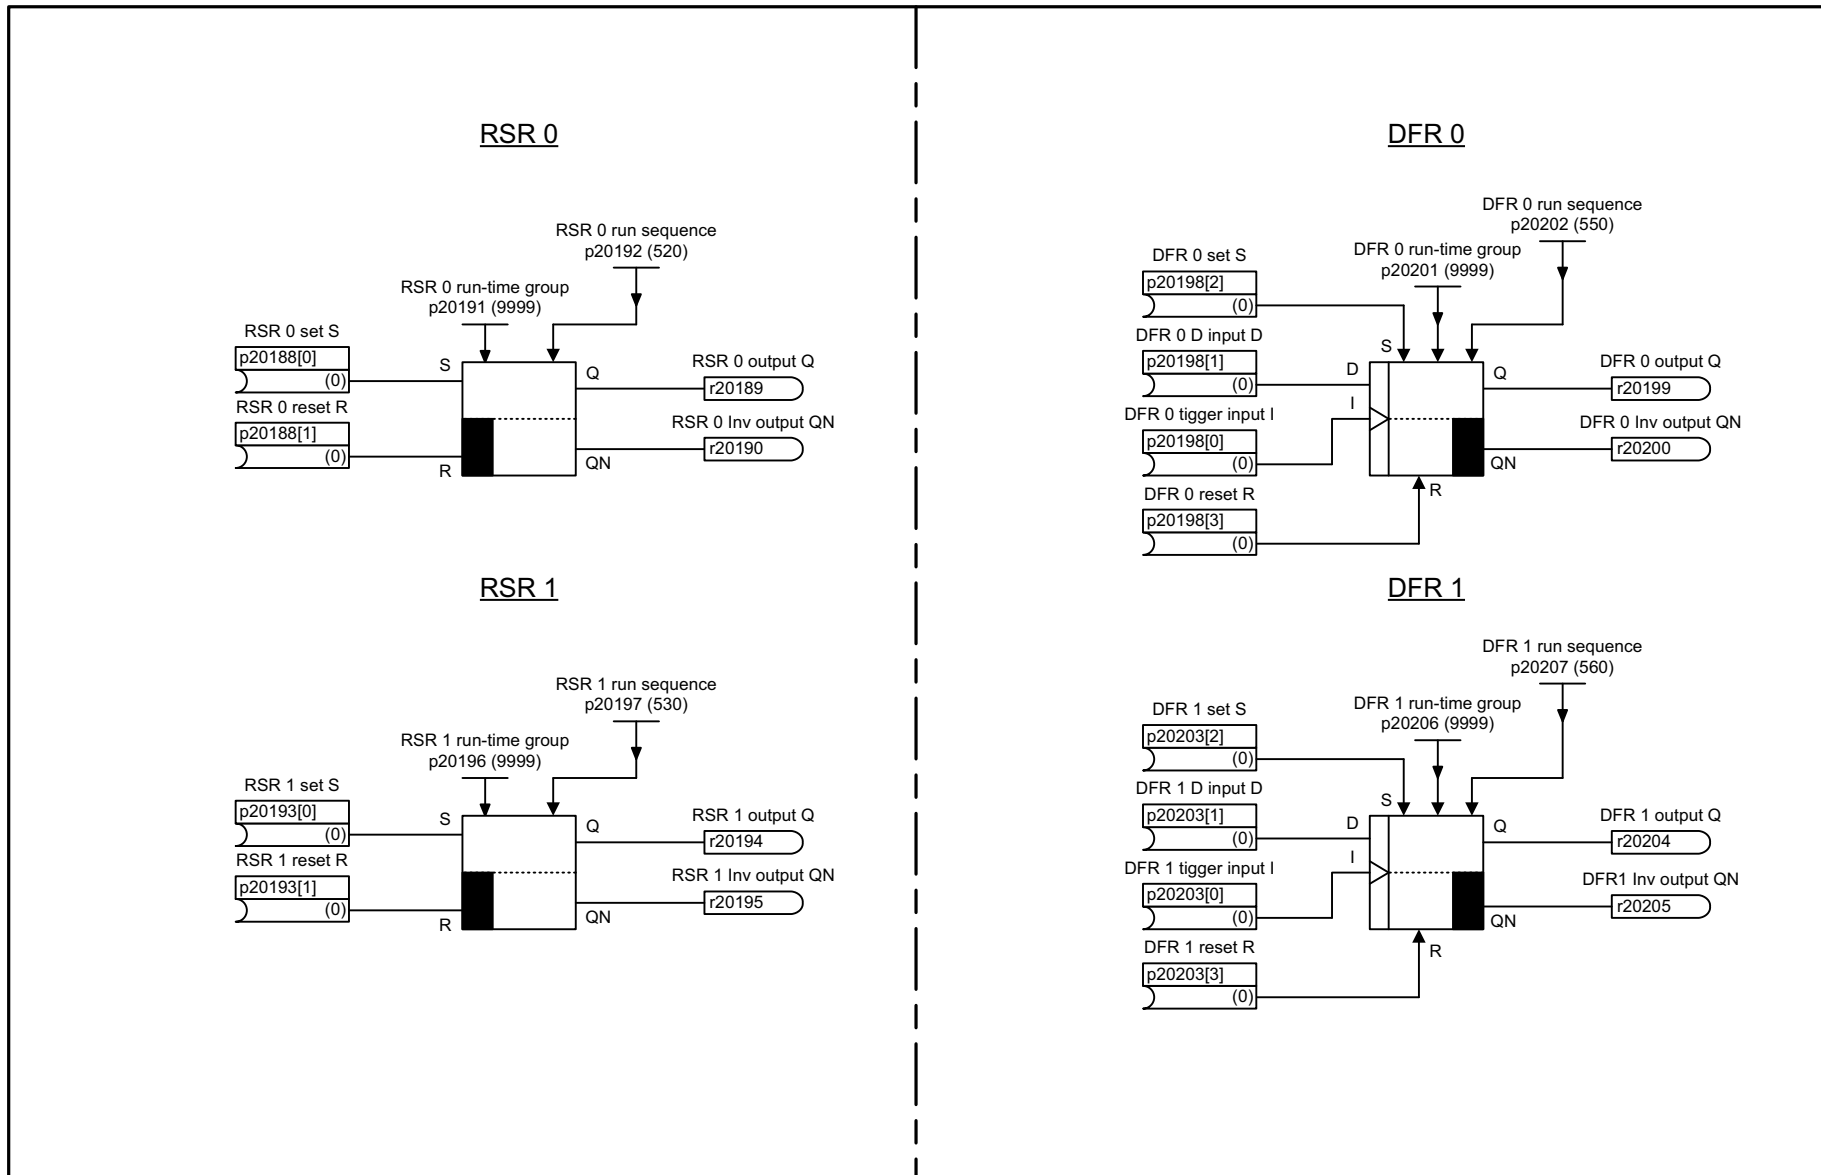 RSR 0
RSR 0 run sequence
p20192 (520)
RSR 0 run-time group
p20191 (9999)
RSR 0 set S
p20188[0]
(0)
RSR 0 reset R
p20188[1]
(0)
S
R
Q
QN
RSR 0 output Q
r20189
RSR 0 Inv output QN
r20190
RSR 1
RSR 1 run sequence
p20197 (530)
RSR 1 run-time group
p20196 (9999)
RSR 1 set S
p20193[0]
(0)
RSR 1 reset R
p20193[1]
(0)
S
R
Q
QN
RSR 1 output Q
r20194
RSR 1 Inv output QN
r20195
DFR 0
DFR 0 run sequence
p20202 (550)
DFR 0 run-time group
p20201 (9999)
DFR 0 set S
p20198[2]
(0)
DFR 0 D input D
p20198[1]
(0)
DFR 0 tigger input I
p20198[0]
(0)
DFR 0 reset R
p20198[3]
(0)
S
D
I
R
Q
QN
DFR 0 output Q
r20199
DFR 0 Inv output QN
r20200
DFR 1
DFR 1 run sequence
p20207 (560)
DFR 1 run-time group
p20206 (9999)
DFR 1 set S
p20203[2]
(0)
DFR 1 D input D
p20203[1]
(0)
DFR 1 tigger input I
p20203[0]
(0)
DFR 1 reset R
p20203[3]
(0)
S
D
I
R
Q
QN
DFR 1 output Q
r20204
DFR1 Inv output QN
r20205